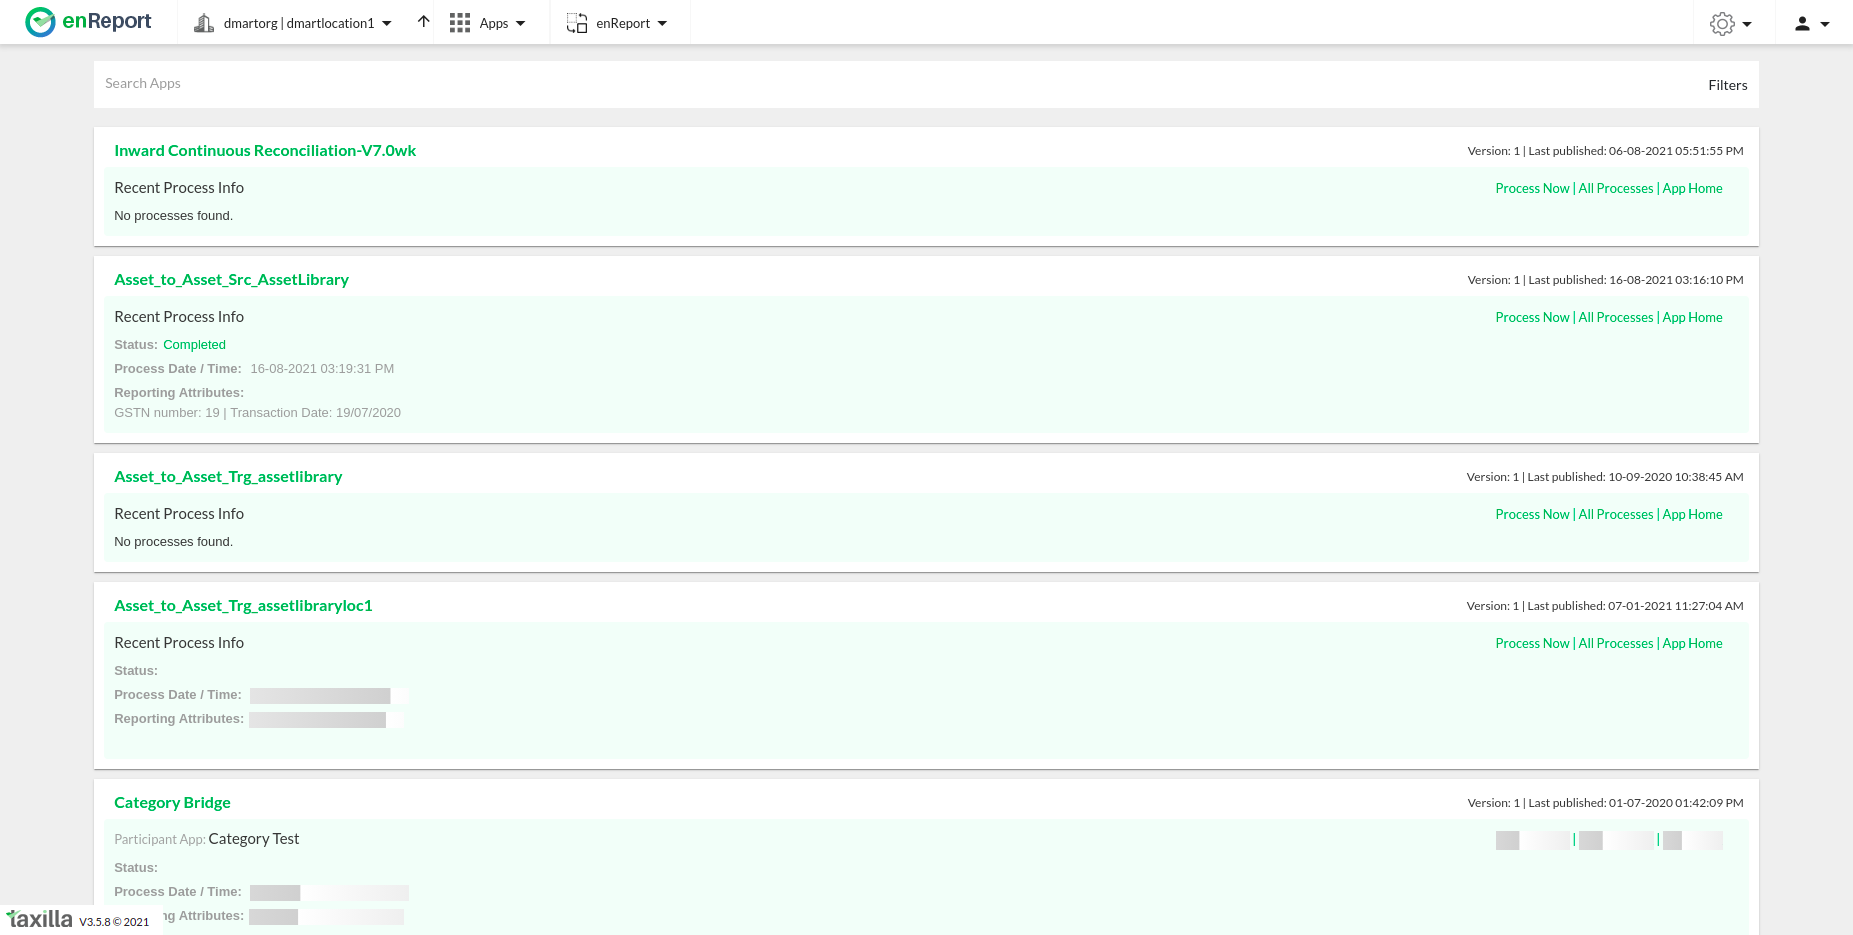 enReport dmartorg | dmartlocation1 Apps enReport
Search Apps Filters
Inward Continuous Reconciliation-V7.0wk Version: 1 | Last published: 06-08-2021 05:51:55 PM
Recent Process Info Process Now | All Processes | App Home
No processes found.
Asset_to_Asset_Src_AssetLibrary Version: 1 | Last published: 16-08-2021 03:16:10 PM
Recent Process Info Process Now | All Processes | App Home
Status: Completed
Process Date / Time: 16-08-2021 03:19:31 PM
Reporting Attributes:
GSTN number: 19 | Transaction Date: 19/07/2020
Asset_to_Asset_Trg_assetlibrary Version: 1 | Last published: 10-09-2020 10:38:45 AM
Recent Process Info Process Now | All Processes | App Home
No processes found.
Asset_to_Asset_Trg_assetlibraryloc1 Version: 1 | Last published: 07-01-2021 11:27:04 AM
Recent Process Info Process Now | All Processes | App Home
Status:
Process Date / Time:
Reporting Attributes:
Category Bridge Version: 1 | Last published: 01-07-2020 01:42:09 PM
Participant App: Category Test | |
Status:
Process Date / Time:
ng Attributes:
taxilla V3.5.8 © 2021